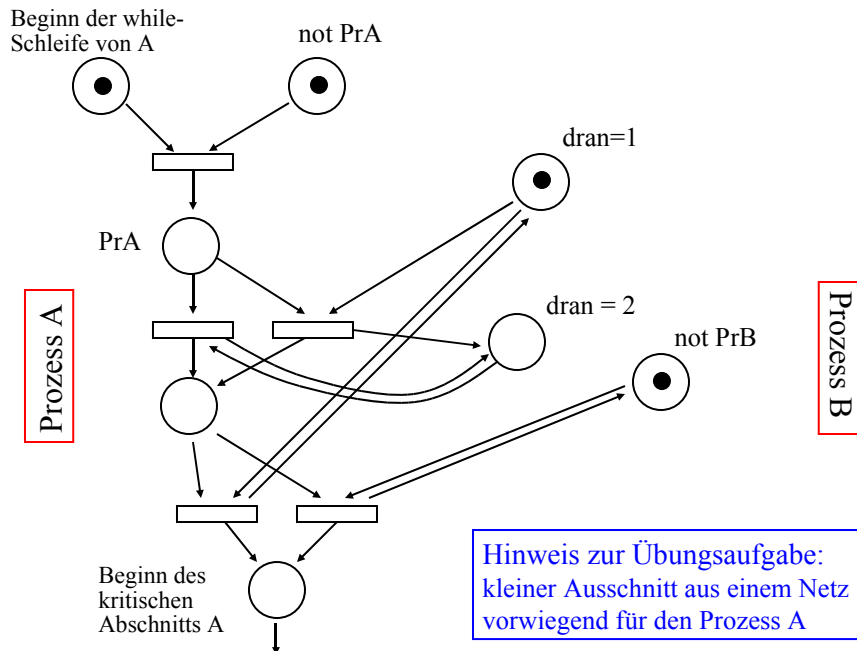 Beginn der while-
Schleife von A
not PrA
dran=1
PrA
dran = 2
not PrB
Prozess A
Prozess B
Beginn des
kritischen
Abschnitts A
Hinweis zur Übungsaufgabe:
kleiner Ausschnitt aus einem Netz
vorwiegend für den Prozess A